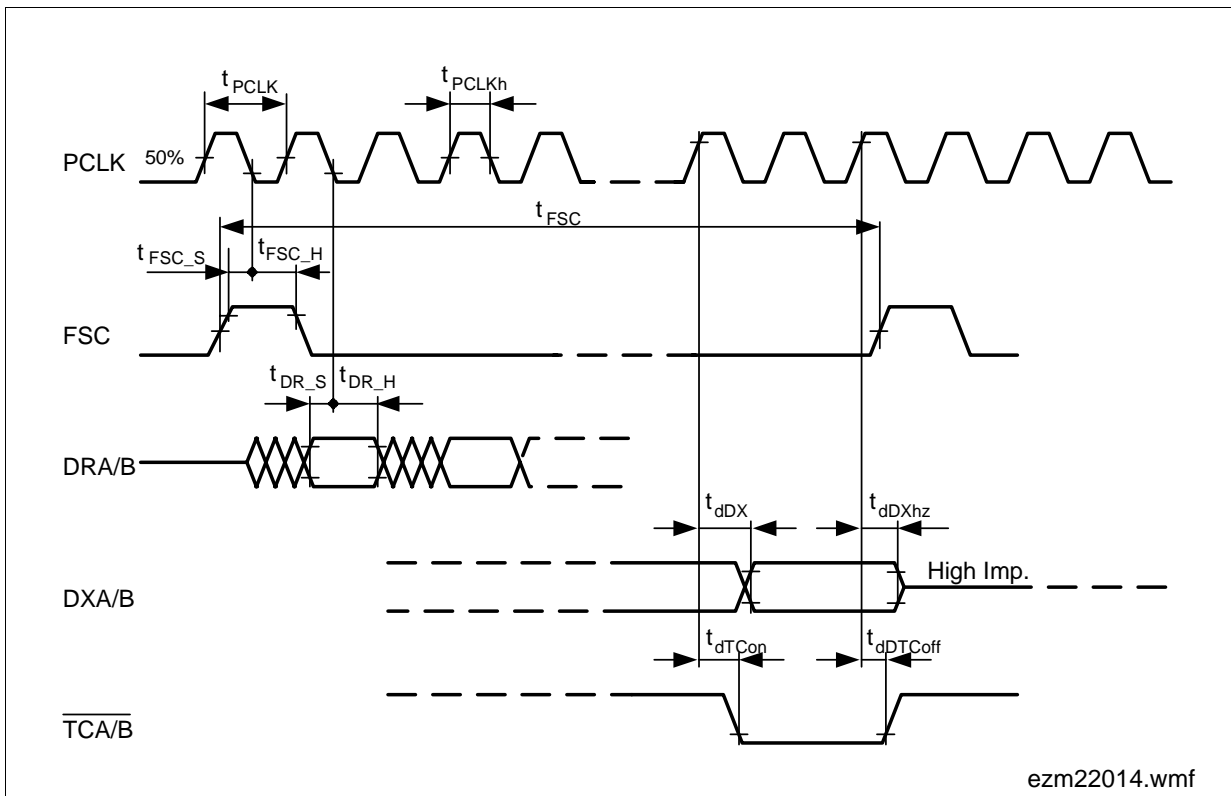 t PCLK
t PCLKh
PCLK
50%
t FSC
t FSC_S
t FSC_H
FSC
t DR_S
t DR_H
DRA/B
t dDX
t dDXhz
High Imp.
DXA/B
t dTCon
t dDTCoff
TCA/B
ezm22014.wmf